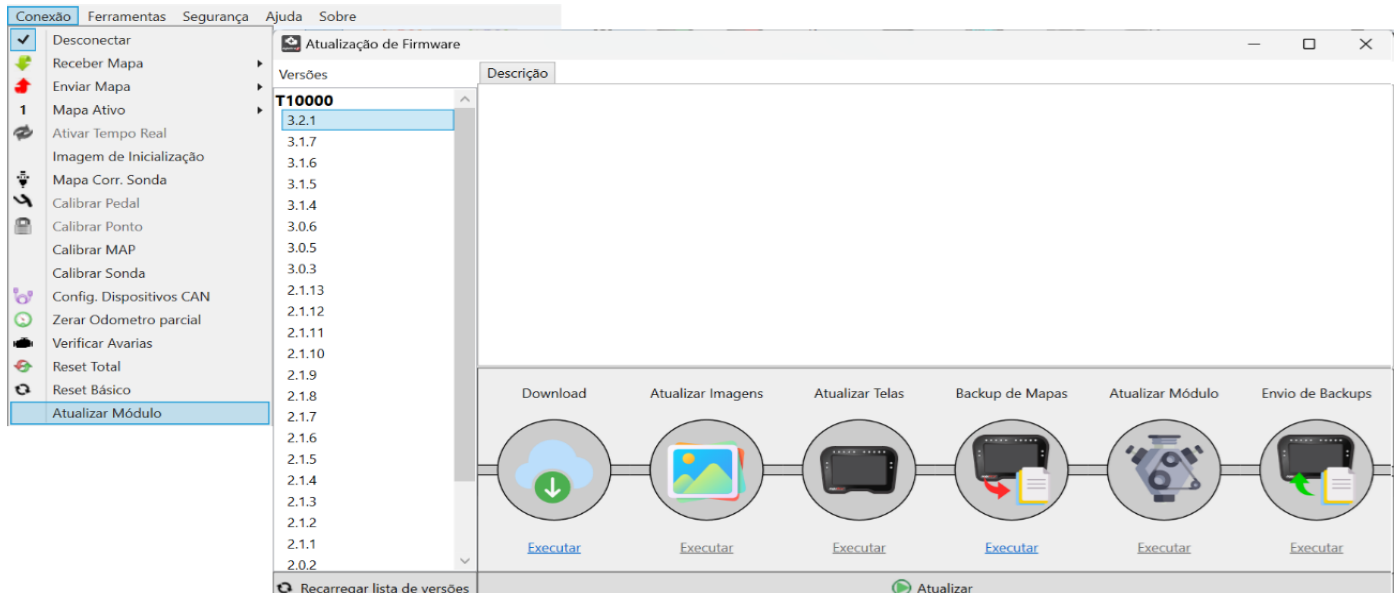 Conexão Ferramentas Segurança Ajuda Sobre
Desconectar
Receber Mapa
Enviar Mapa
1 Mapa Ativo
Ativar Tempo Real
Imagem de Inicialização
Mapa Corr. Sonda
Calibrar Pedal
Calibrar Ponto
Calibrar MAP
Calibrar Sonda
Config. Dispositivos CAN
Zerar Odometro parcial
Verificar Avarias
Reset Total
Reset Básico
Atualizar Módulo
Atualização de Firmware
Versões
T10000
3.2.1
3.1.7
3.1.6
3.1.5
3.1.4
3.0.6
3.0.5
3.0.3
2.1.13
2.1.12
2.1.11
2.1.10
2.1.9
2.1.8
2.1.7
2.1.6
2.1.5
2.1.4
2.1.3
2.1.2
2.1.1
2.0.2
Recarregar lista de versões
Descrição
Download Atualizar Imagens Atualizar Telas Backup de Mapas Atualizar Módulo Envio de Backups
Executar Executar Executar Executar Executar Executar
Atualizar